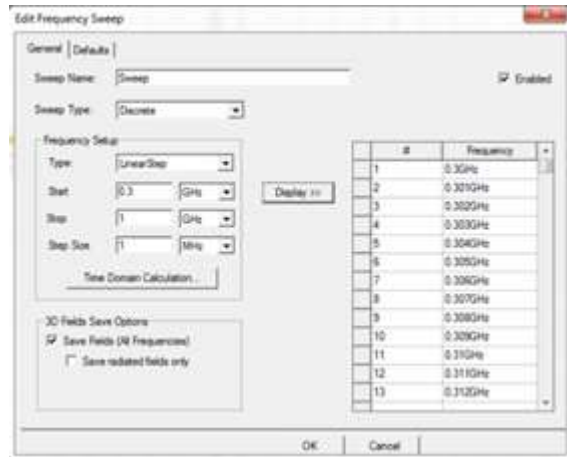 Edit Frequency Sweep
General Defaults
Sweep Name: Sweep Enabled
Sweep Type: Discrete
Frequency Setup
Type: LinearStep
Start 0.3 GHz
Stop 1 GHz
Step Size 1 MHz
Time Domain Calculation...
Display >>
3D Fields Save Options
Save Fields (All Frequencies)
Save radiated fields only
# Frequency
1 0.3GHz
2 0.301GHz
3 0.302GHz
4 0.303GHz
5 0.304GHz
6 0.305GHz
7 0.306GHz
8 0.307GHz
9 0.308GHz
10 0.309GHz
11 0.31GHz
12 0.311GHz
13 0.312GHz
OK Cancel